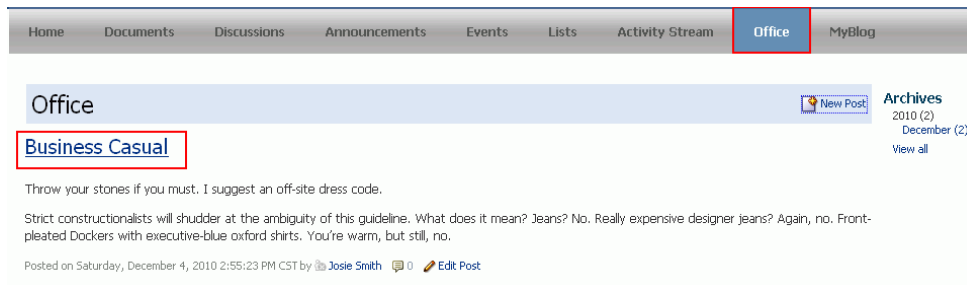 Home Documents Discussions Announcements Events Lists Activity Stream Office MyBlog
Office
New Post
Archives
2010 (2)
December (2)
View all
Business Casual
Throw your stones if you must. I suggest an off-site dress code.
Strict constructionalists will shudder at the ambiguity of this guideline. What does it mean? Jeans? No. Really expensive designer jeans? Again, no. Front-
pleated Dockers with executive-blue oxford shirts. You're warm, but still, no.
Posted on Saturday, December 4, 2010 2:55:23 PM CST by Josie Smith 0 Edit Post